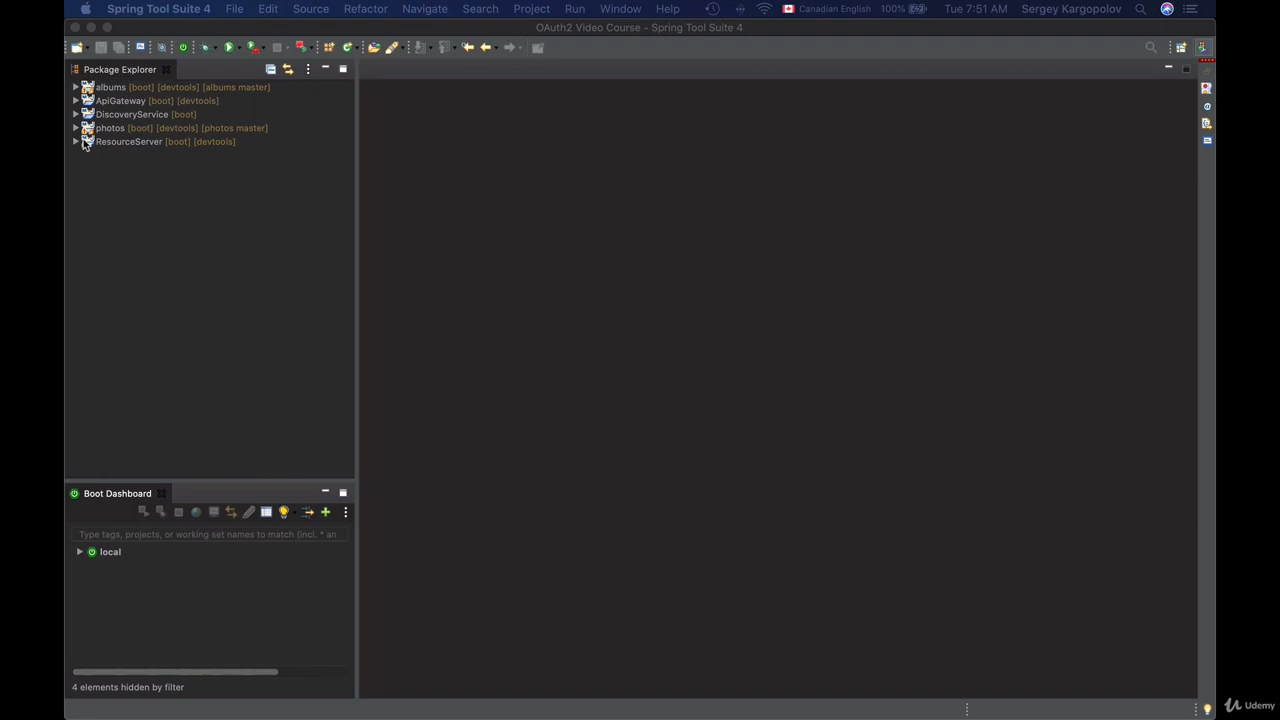 Spring Tool Suite 4 File Edit Source Refactor Navigate Search Project Run Window Help Canadian English 100% Tue 7:51 AM Sergey Kargopolov
OAuth2 Video Course - Spring Tool Suite 4
Package Explorer
albums [boot] [devtools] [albums master]
ApiGateway [boot] [devtools]
DiscoveryService [boot]
photos [boot] [devtools] [photos master]
ResourceServer [boot] [devtools]
Boot Dashboard
Type tags, projects, or working set names to match (incl. * an
local
4 elements hidden by filter
Udemy